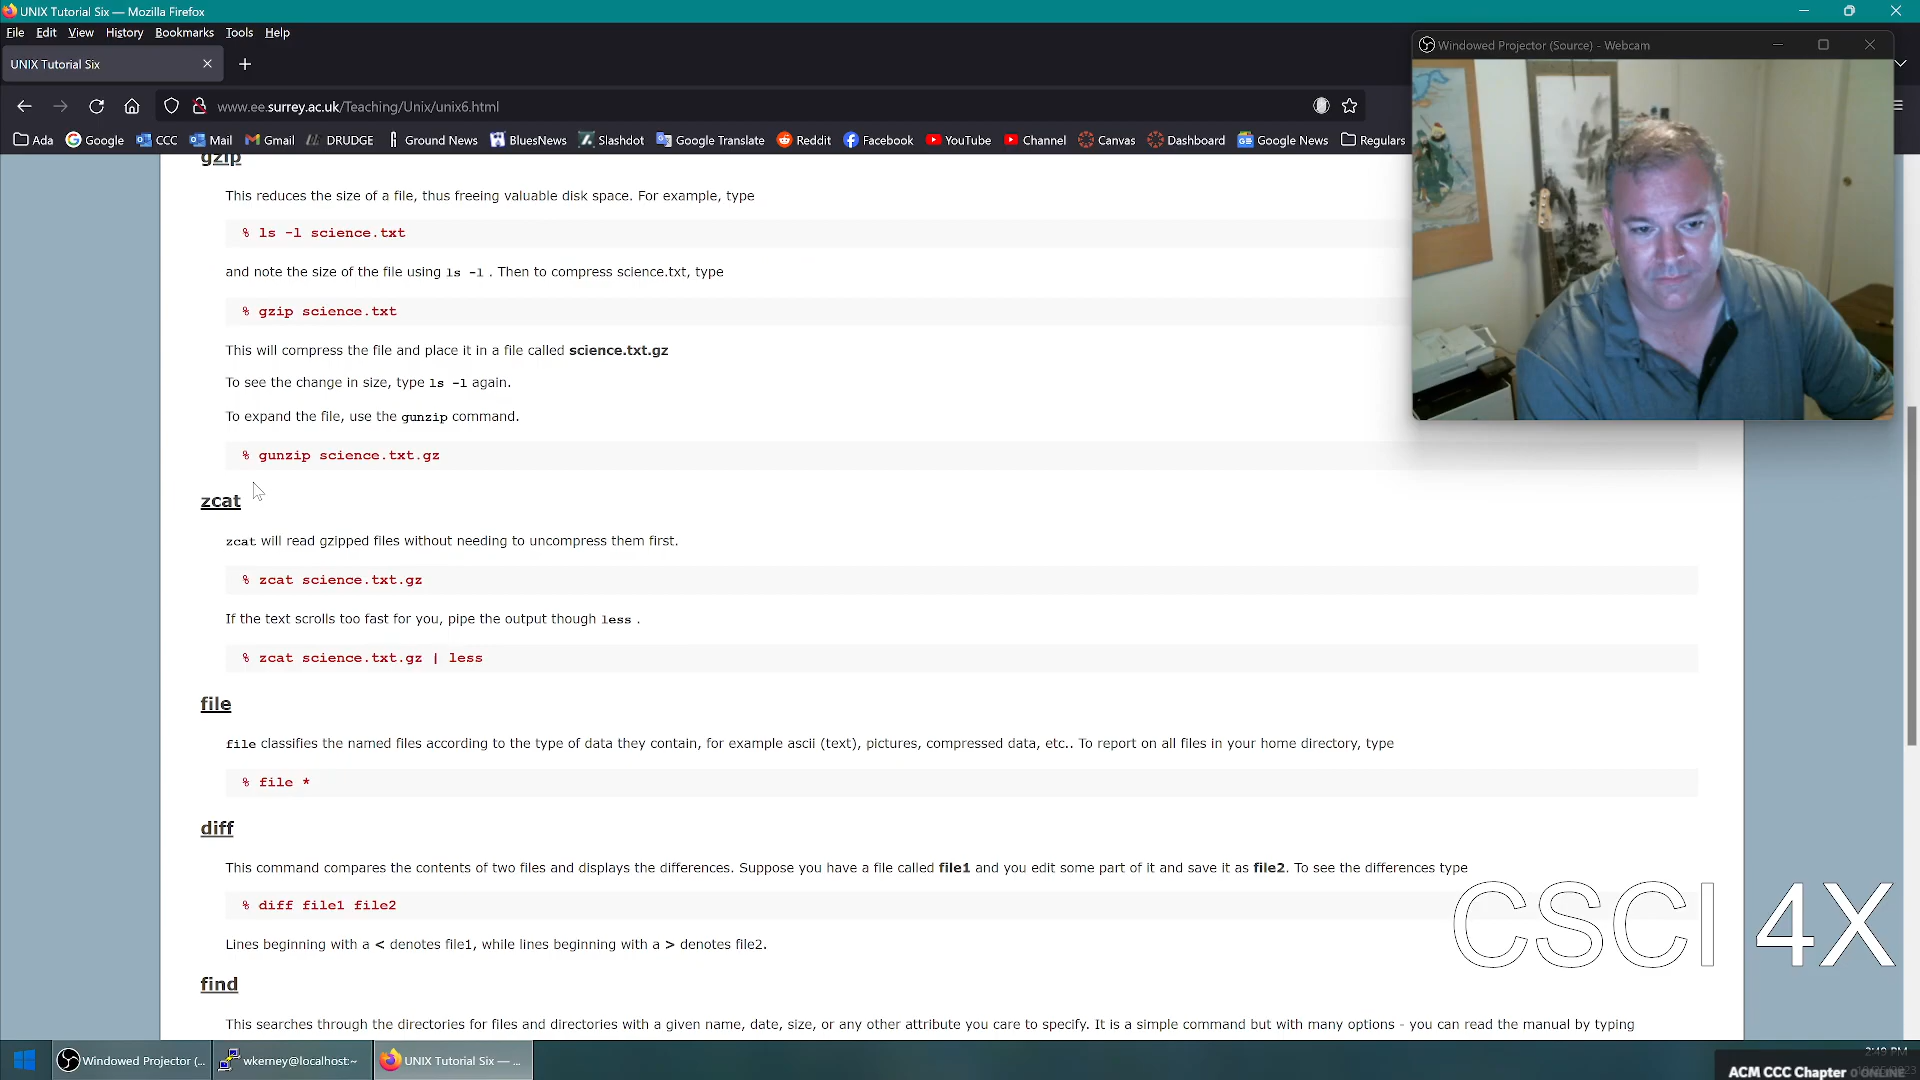 UNIX Tutorial Six — Mozilla Firefox
File Edit View History Bookmarks Tools Help
UNIX Tutorial Six
Windowed Projector (Source) - Webcam
www.ee.surrey.ac.uk/Teaching/Unix/unix6.html
Ada Google CCC Mail Gmail DRUDGE Ground News BluesNews Slashdot Google Translate Reddit Facebook YouTube Channel Canvas Dashboard Google News Regulars
gzip
This reduces the size of a file, thus freeing valuable disk space. For example, type
% ls -l science.txt
and note the size of the file using ls -l . Then to compress science.txt, type
% gzip science.txt
This will compress the file and place it in a file called science.txt.gz
To see the change in size, type ls -l again.
To expand the file, use the gunzip command.
% gunzip science.txt.gz
zcat
zcat will read gzipped files without needing to uncompress them first.
% zcat science.txt.gz
If the text scrolls too fast for you, pipe the output though less .
% zcat science.txt.gz | less
file
file classifies the named files according to the type of data they contain, for example ascii (text), pictures, compressed data, etc.. To report on all files in your home directory, type
% file *
diff
This command compares the contents of two files and displays the differences. Suppose you have a file called file1 and you edit some part of it and save it as file2. To see the differences type
% diff file1 file2
Lines beginning with a < denotes file1, while lines beginning with a > denotes file2.
CSCI 4X
find
This searches through the directories for files and directories with a given name, date, size, or any other attribute you care to specify. It is a simple command but with many options - you can read the manual by typing
Windowed Projector (... wkerney@localhost:~ UNIX Tutorial Six — ...
2:49 PM
ACM CCC Chapter 0 ONLINE